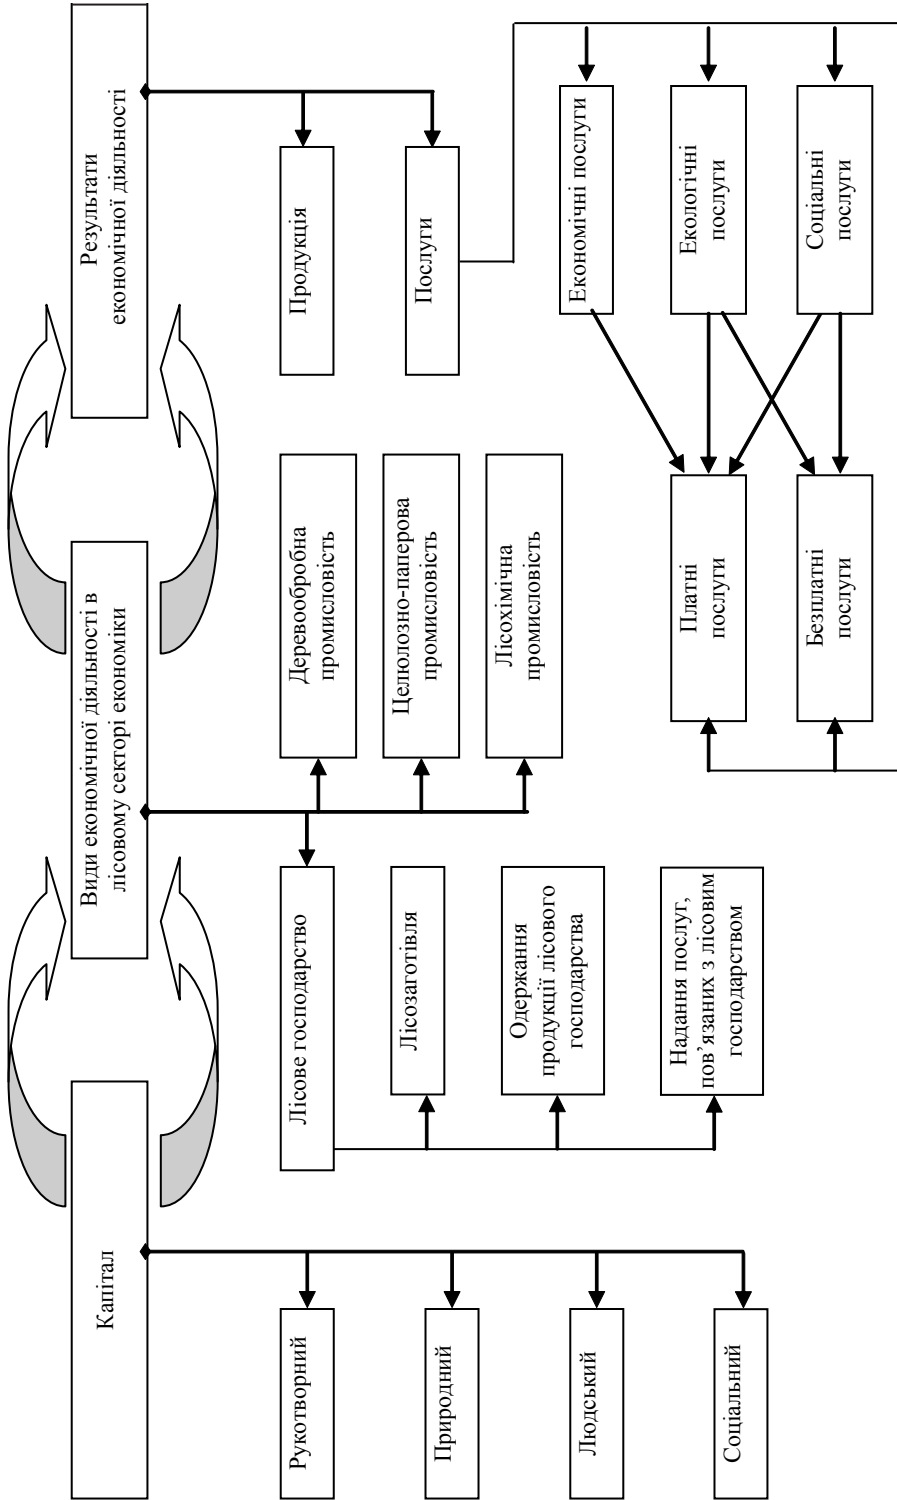 Капітал
Рукотворний
Природний
Людський
Соціальний
Види економічної діяльності в
лісовому секторі економіки
Лісове господарство
Лісозаготівля
Одержання
продукції лісового
господарства
Надання послуг,
пов’язаних з лісовим
господарством
Деревообробна
промисловість
Целюлозно-паперова
промисловість
Лісохімічна
промисловість
Результати
економічної діяльності
Продукція
Послуги
Економічні послуги
Екологічні
послуги
Соціальні
послуги
Платні
послуги
Безплатні
послуги